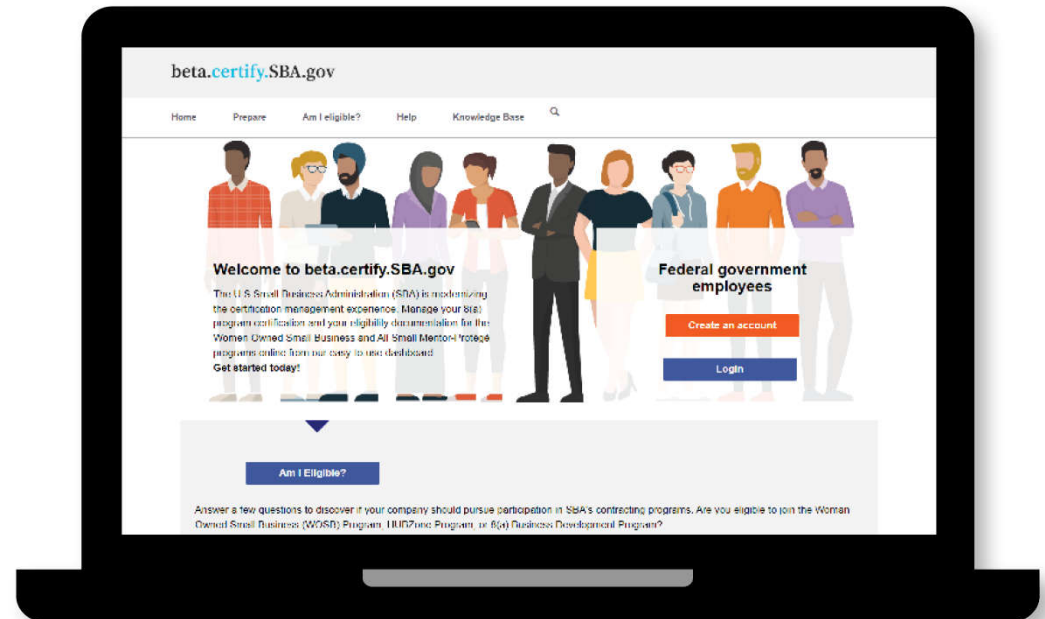 beta.certify.SBA.gov
Home Prepare Am I eligible? Help Knowledge Base
Welcome to beta.certify.SBA.gov
The U.S Small Business Administration (SBA) is modernizing
the certification management experience. Manage your 8(a)
program certification and your eligibility documentation for the
Women Owned Small Business and All Small Mentor-Protégé
programs online from our easy to use dashboard
Get started today!
Federal government
employees
Create an account
Login
Am I Eligible?
Answer a few questions to discover if your company should pursue participation in SBA's contracting programs. Are you eligible to join the Woman
Owned Small Business (WOSB) Program, HUBZone Program, or 8(a) Business Development Program?